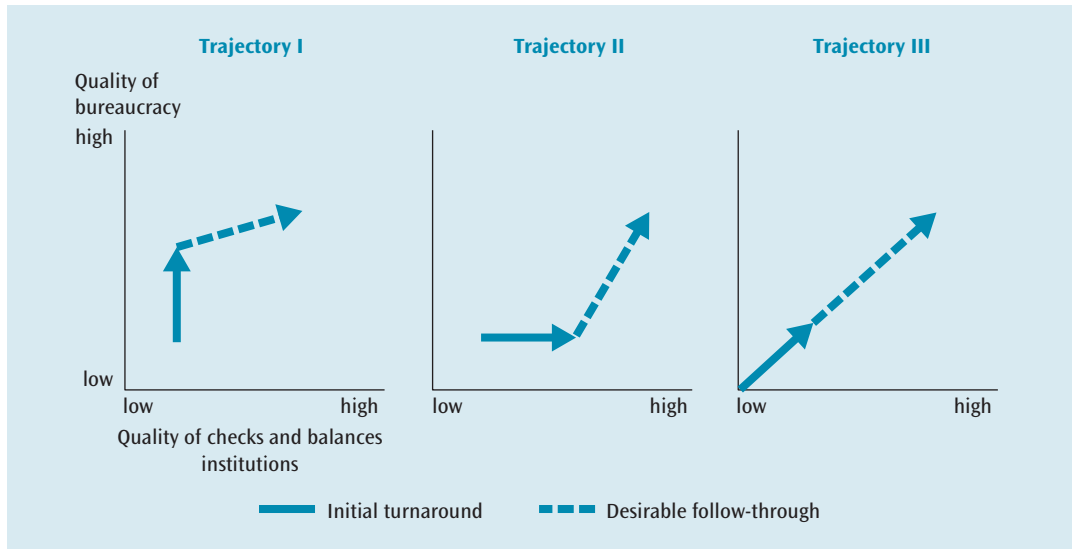 Trajectory I
Trajectory II
Trajectory III
Quality of
bureaucracy
high
low
low
high
low
high
low
high
Quality of checks and balances
institutions
Initial turnaround
Desirable follow-through